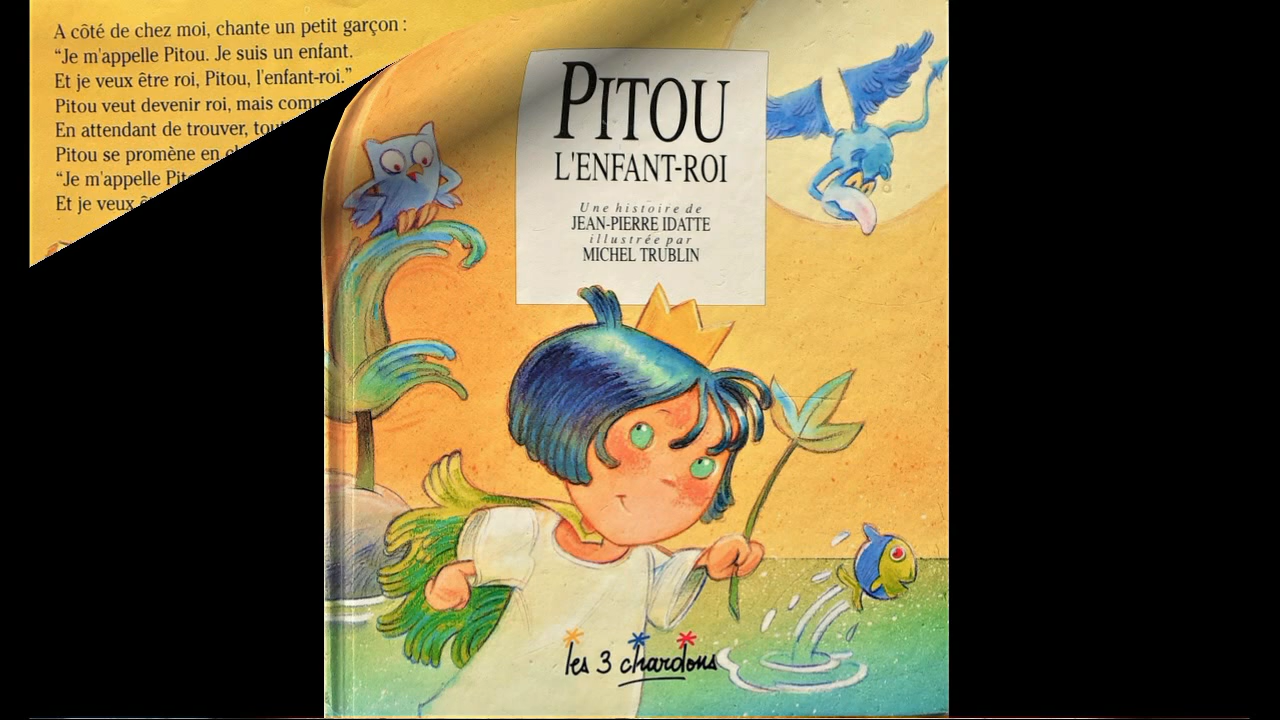 A côté de chez moi, chante un petit garçon :
“Je m'appelle Pitou. Je suis un enfant.
Et je veux être roi, Pitou, l'enfant-roi.”
Pitou veut devenir roi, mais
En attendant de trouver,
Pitou se promène en
“Je m'appelle
Et je veux
PITOU
L'ENFANT-ROI
Une histoire de
JEAN-PIERRE IDATTE
illustrée par
MICHEL TRUBLIN
les 3 chardons